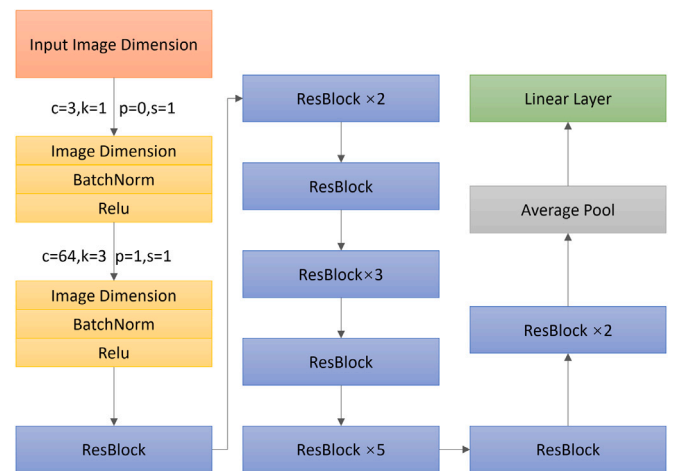 Input Image Dimension
c=3,k=1 p=0,s=1
Image Dimension
BatchNorm
Relu
c=64,k=3 p=1,s=1
Image Dimension
BatchNorm
Relu
ResBlock
ResBlock ×2
ResBlock
ResBlock×3
ResBlock
ResBlock ×5
ResBlock
ResBlock ×2
Average Pool
Linear Layer